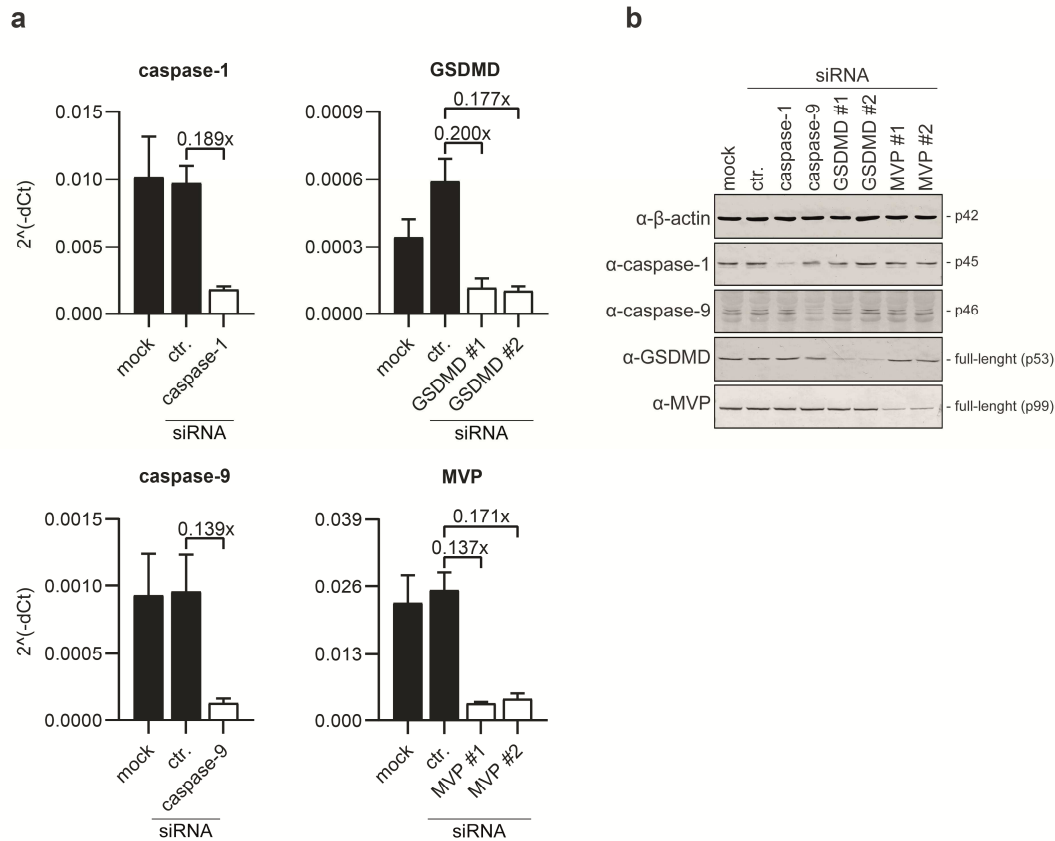 a
caspase-1
2^(-dCt)
0.015
0.010
0.005
0.000
0.189x
mock
ctr.
caspase-1
siRNA
GSDMD
0.0009
0.0006
0.0003
0.0000
0.177x
0.200x
mock
ctr.
GSDMD #1
GSDMD #2
siRNA
caspase-9
2^(-dCt)
0.0015
0.0010
0.0005
0.0000
0.139x
mock
ctr.
caspase-9
siRNA
MVP
0.039
0.026
0.013
0.000
0.171x
0.137x
mock
ctr.
MVP #1
MVP #2
siRNA
b
siRNA
mock
ctr.
caspase-1
caspase-9
GSDMD #1
GSDMD #2
MVP #1
MVP #2
α-β-actin - p42
α-caspase-1 - p45
α-caspase-9 - p46
α-GSDMD - full-lenght (p53)
α-MVP - full-lenght (p99)